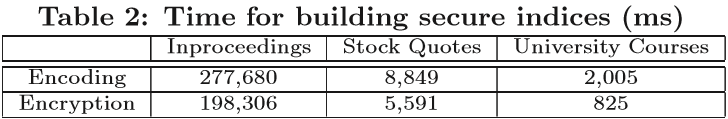 Table 2: Time for building secure indices (ms)
Inproceedings Stock Quotes University Courses
Encoding 277,680 8,849 2,005
Encryption 198,306 5,591 825